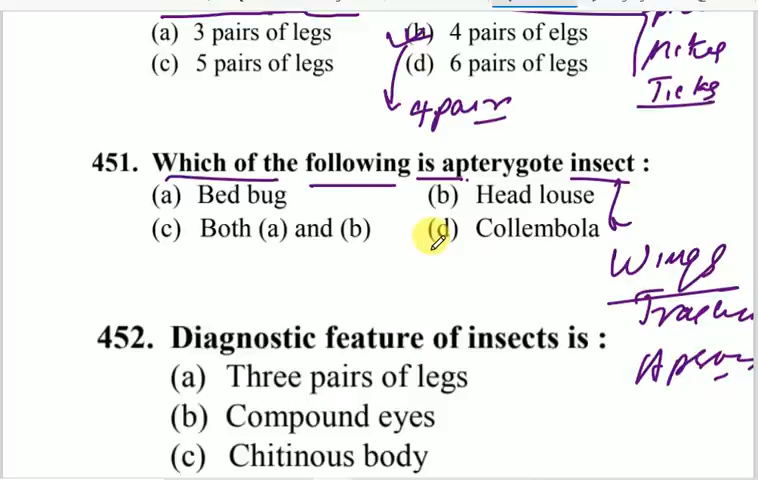 (a) 3 pairs of legs (b) 4 pairs of elgs
(c) 5 pairs of legs (d) 6 pairs of legs
Ticks
4 pair
451. Which of the following is apterygote insect :
(a) Bed bug (b) Head louse
(c) Both (a) and (b) (d) Collembola
Wings
452. Diagnostic feature of insects is :
(a) Three pairs of legs
(b) Compound eyes
(c) Chitinous body